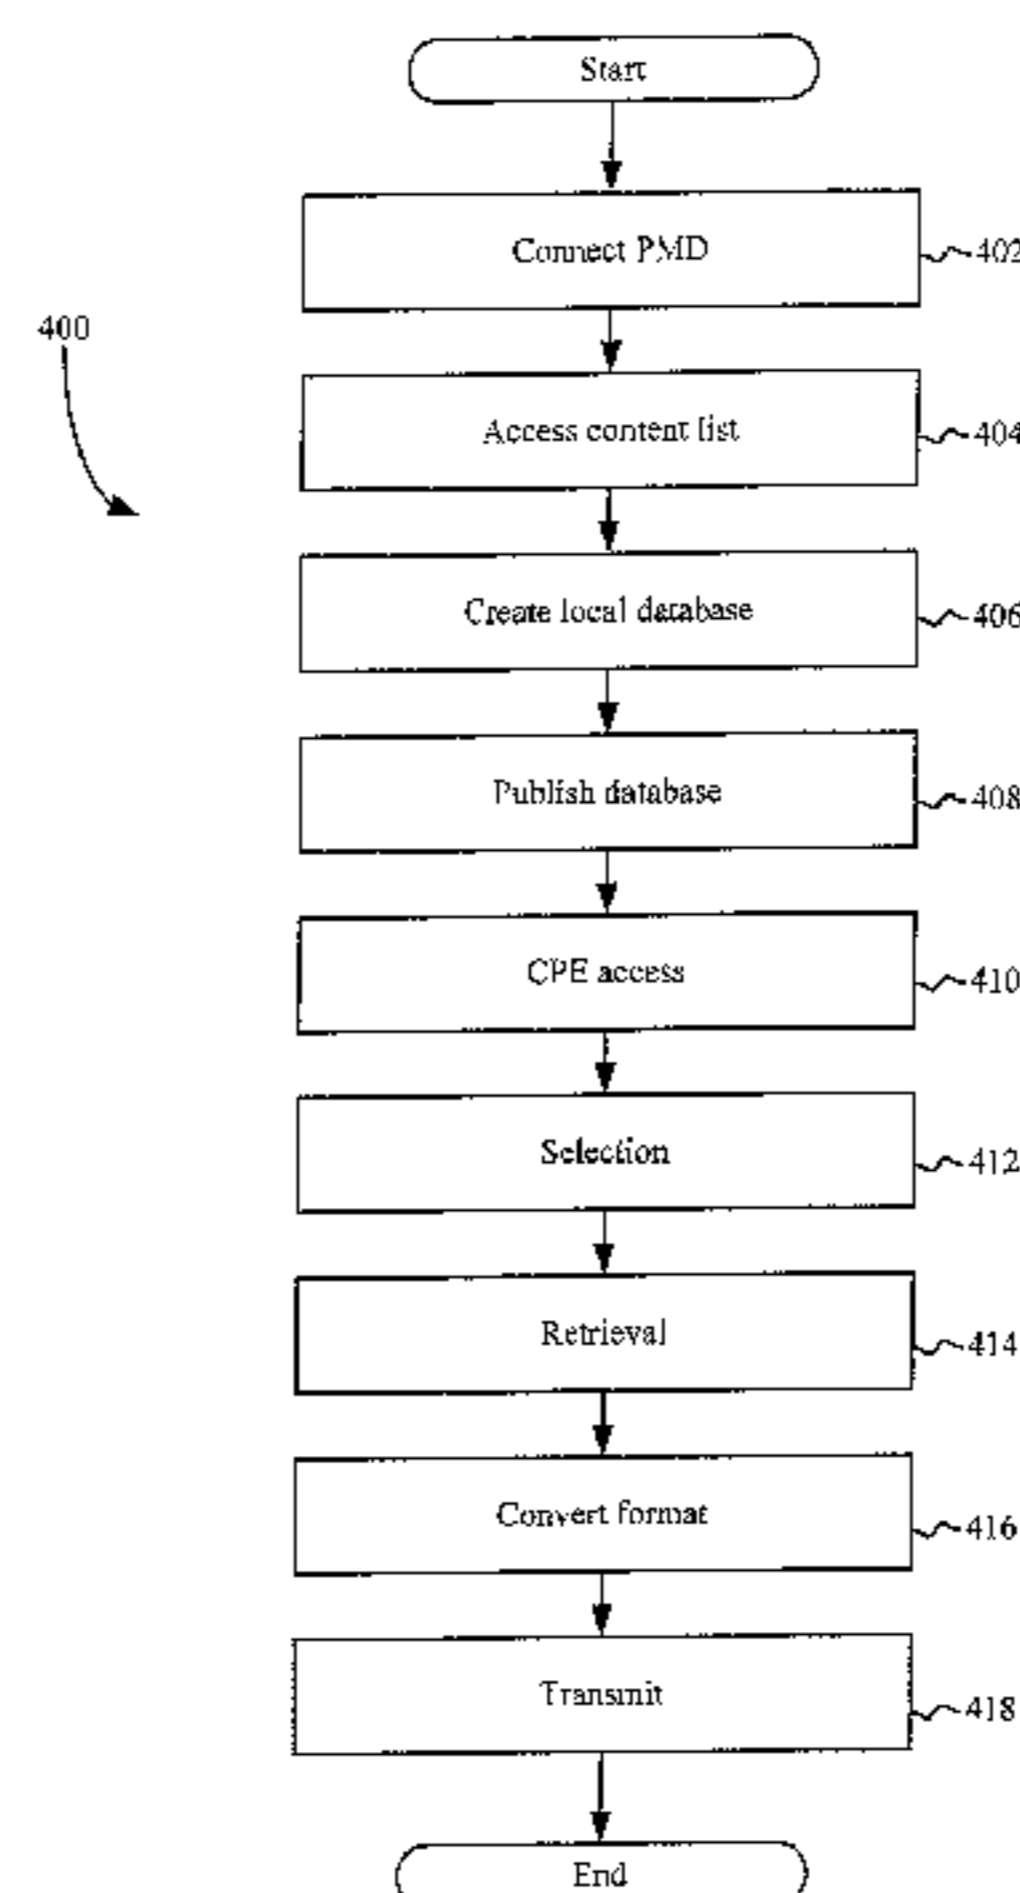 Start
Connect PMD
402
400
Access content list
404
Create local database
406
Publish database
408
CPE access
410
Selection
412
Retrieval
414
Convert format
416
Transmit
418
End